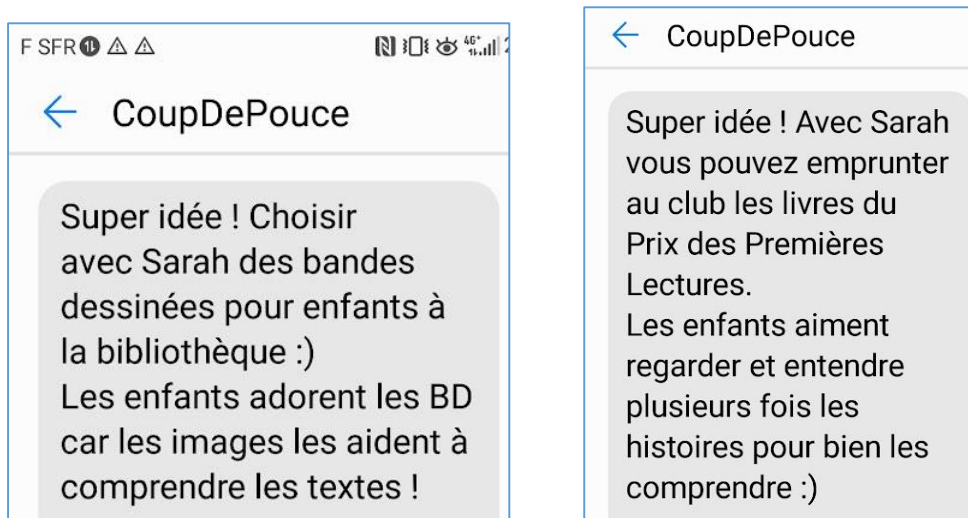 F SFR
CoupDePouce
Super idée ! Choisir
avec Sarah des bandes
dessinées pour enfants à
la bibliothèque :)
Les enfants adorent les BD
car les images les aident à
comprendre les textes !
CoupDePouce
Super idée ! Avec Sarah
vous pouvez emprunter
au club les livres du
Prix des Premières
Lectures.
Les enfants aiment
regarder et entendre
plusieurs fois les
histoires pour bien les
comprendre :)